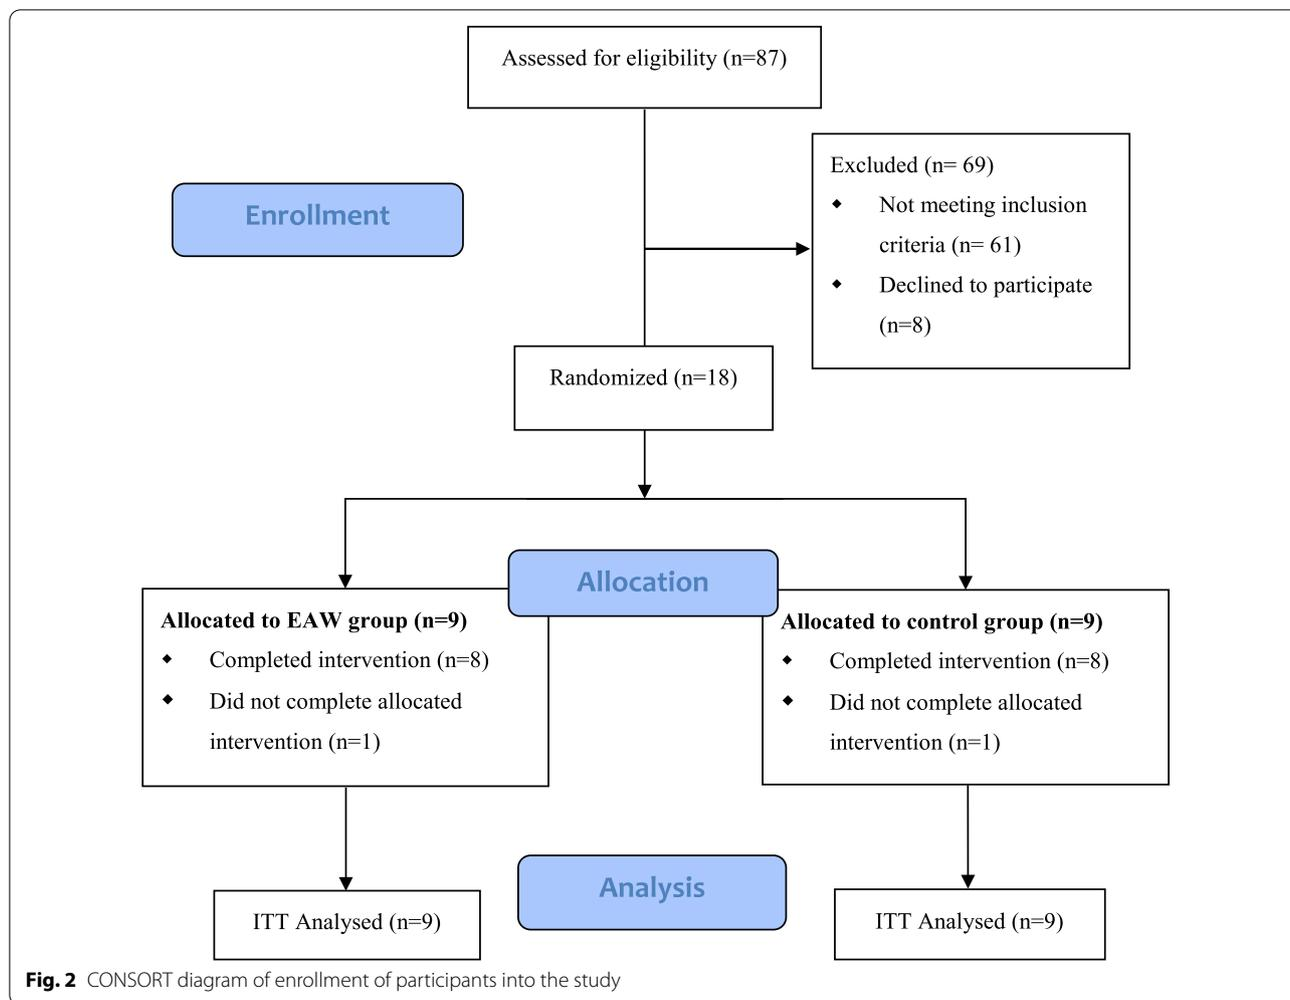 Assessed for eligibility (n=87)
Excluded (n= 69)
◆ Not meeting inclusion
criteria (n= 61)
◆ Declined to participate
(n=8)
Enrollment
Randomized (n=18)
Allocation
Allocated to EAW group (n=9)
◆ Completed intervention (n=8)
◆ Did not complete allocated
intervention (n=1)
Allocated to control group (n=9)
◆ Completed intervention (n=8)
◆ Did not complete allocated
intervention (n=1)
Analysis
ITT Analysed (n=9)
ITT Analysed (n=9)
Fig. 2 CONSORT diagram of enrollment of participants into the study